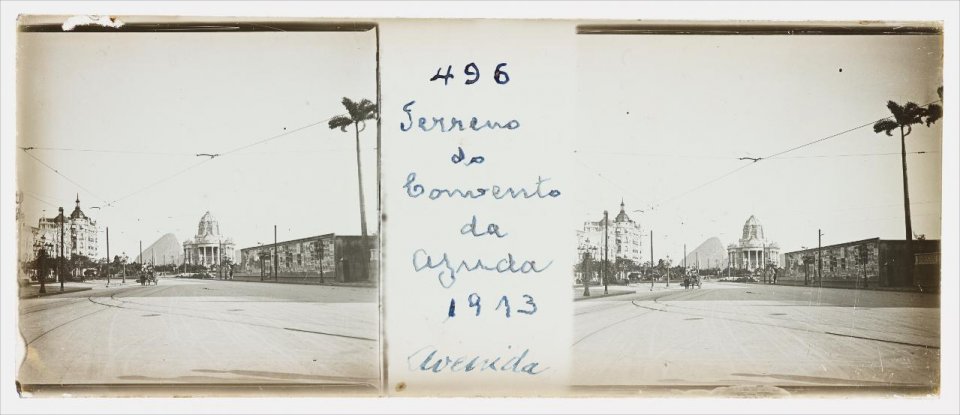 496
Terreno
do
Convento
da
Ajuda
1913
Avenida